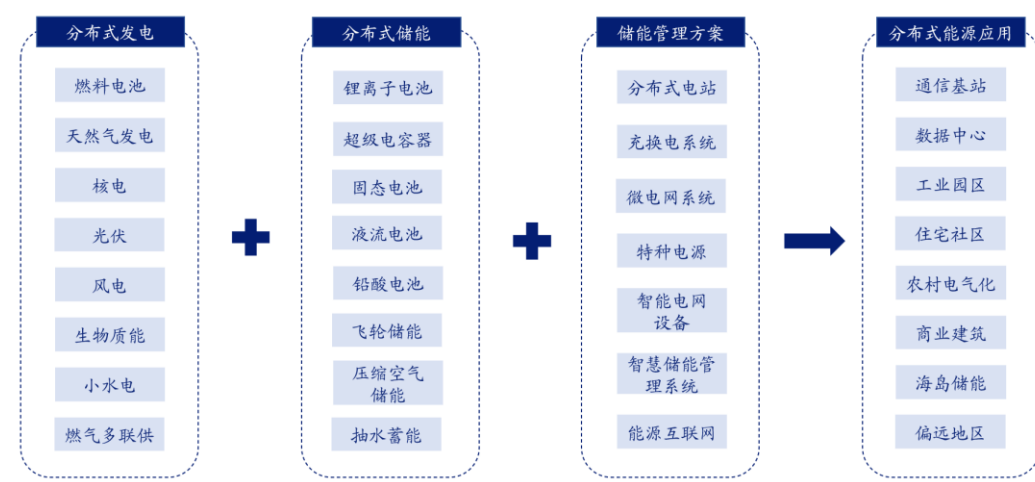 分布式发电
燃料电池
天然气发电
核电
光伏
风电
生物质能
小水电
燃气多联供
分布式储能
锂离子电池
超级电容器
固态电池
液流电池
铅酸电池
飞轮储能
压缩空气
储能
抽水蓄能
储能管理方案
分布式电站
充换电系统
微电网系统
特种电源
智能电网
设备
智慧储能管
理系统
能源互联网
分布式能源应用
通信基站
数据中心
工业园区
住宅社区
农村电气化
商业建筑
海岛储能
偏远地区